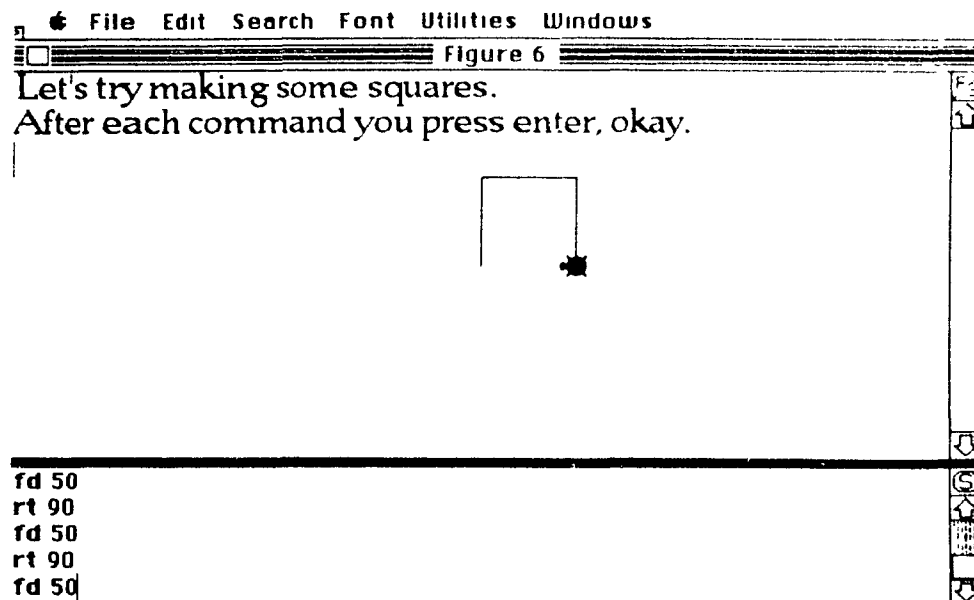 File Edit Search Font Utilities Windows
Figure 6
Let's try making some squares.
After each command you press enter, okay.
fd 50
rt 90
fd 50
rt 90
fd 50